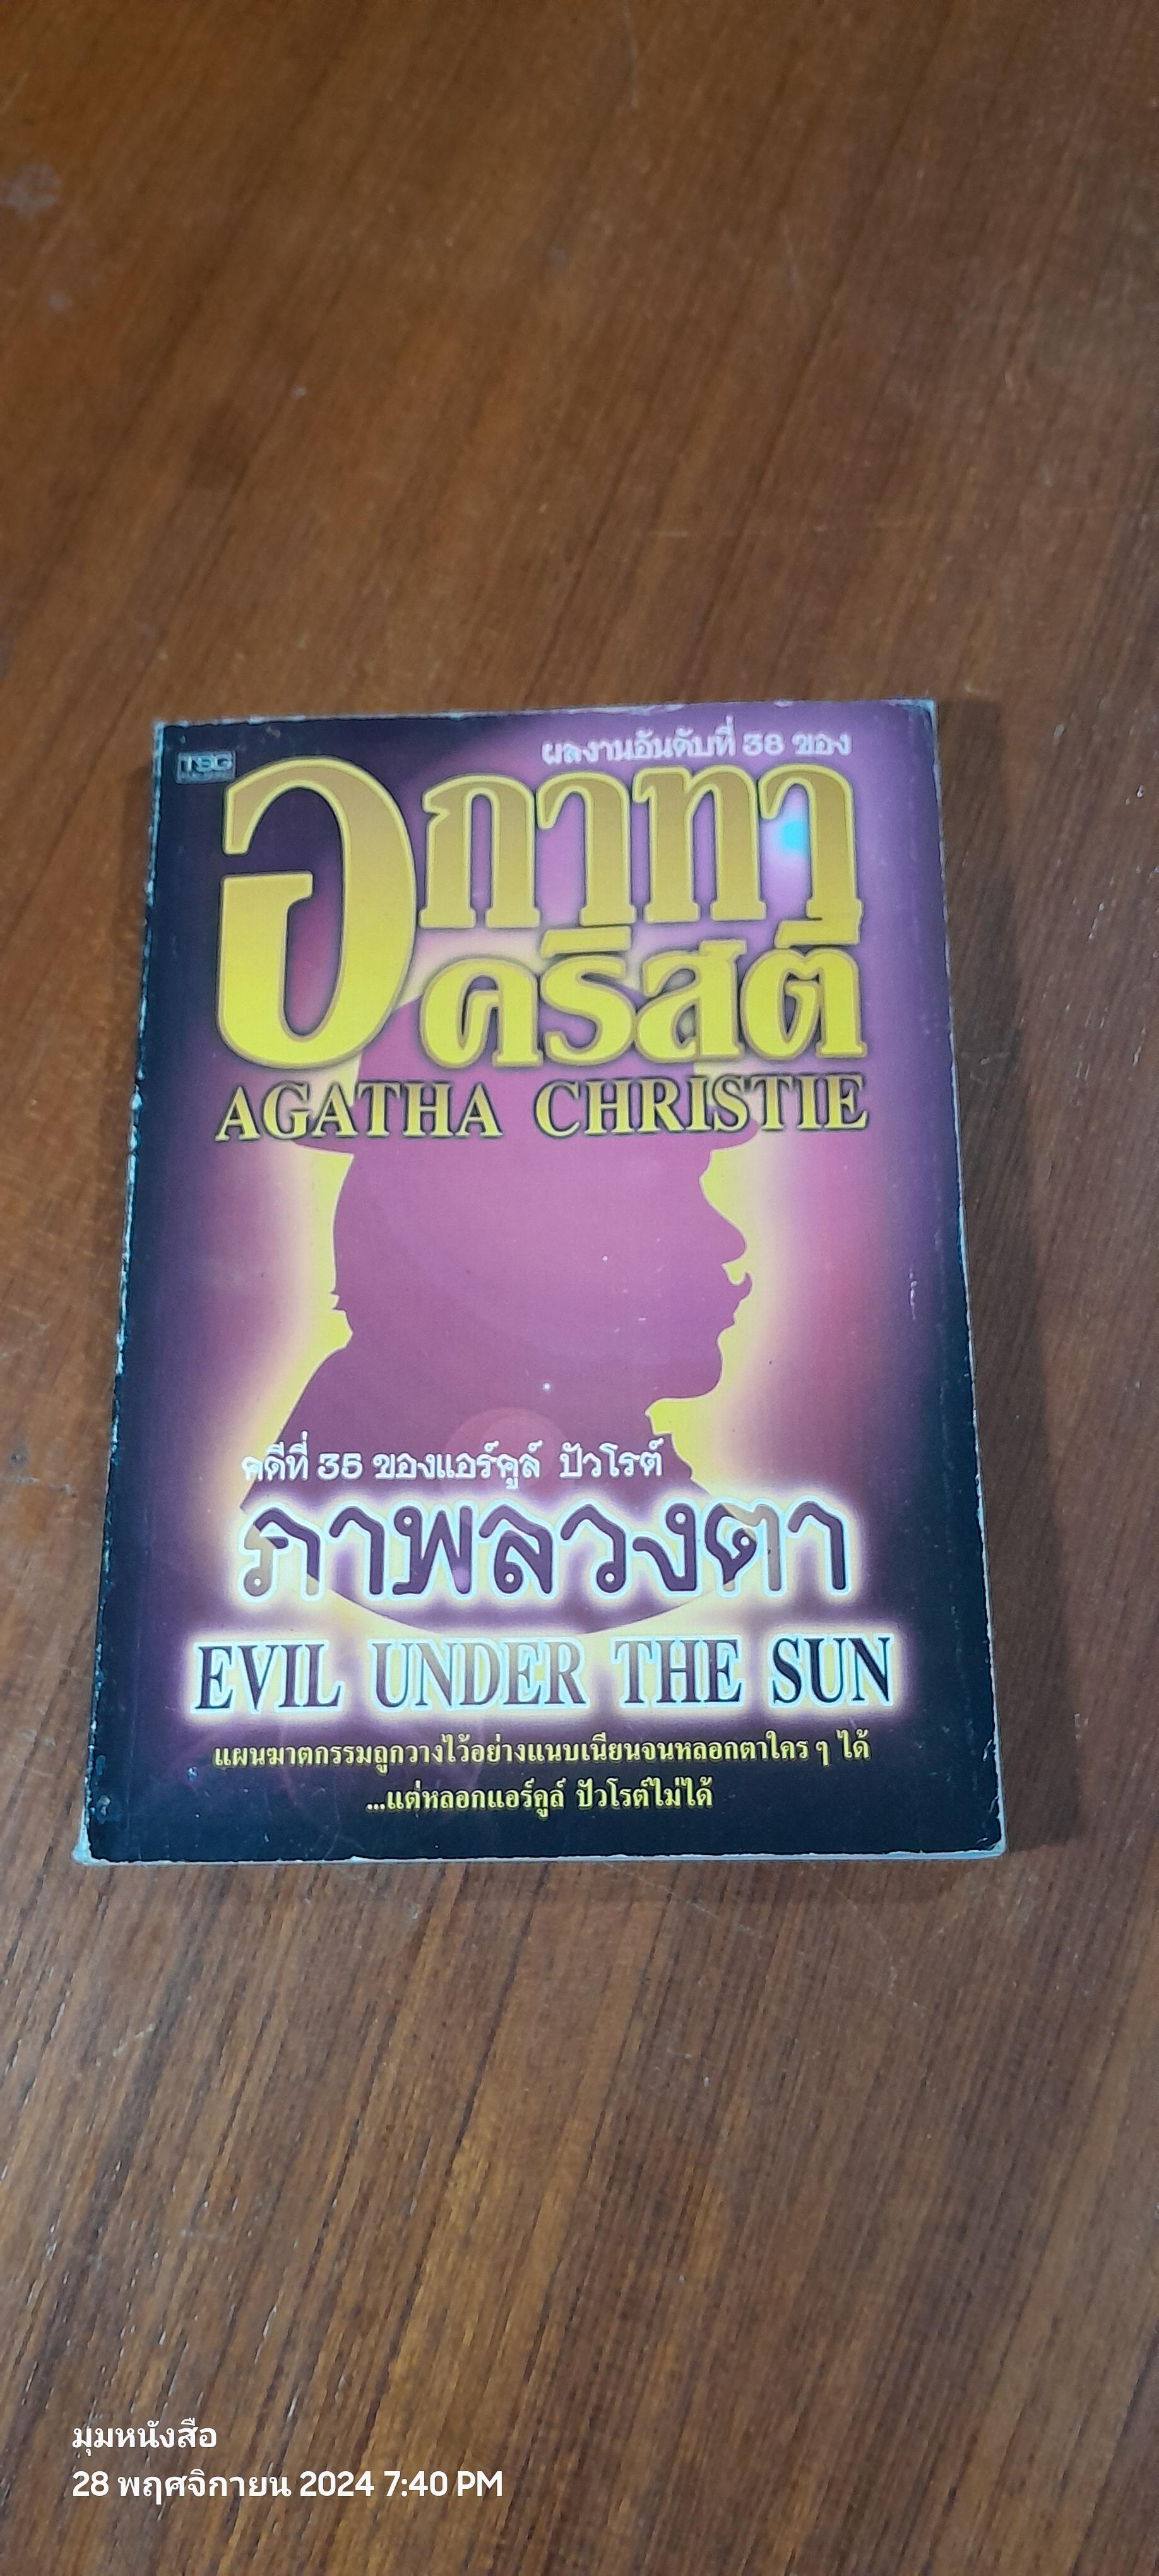 TSG
ผลงานอันดับที่ 38 ของ
อกาทา
คริสตี
AGATHA CHRISTIE
คดีที่ 35 ของแอร์คูล์ ปัวโรต์
ภาพลวงตา
EVIL UNDER THE SUN
แผนฆาตกรรมถูกวางไว้อย่างแนบเนียนจนหลอกตาใคร ๆ ได้
...แต่หลอกแอร์คูล์ ปัวโรต์ไม่ได้
มุมหนังสือ
28 พฤศจิกายน 2024 7:40 PM